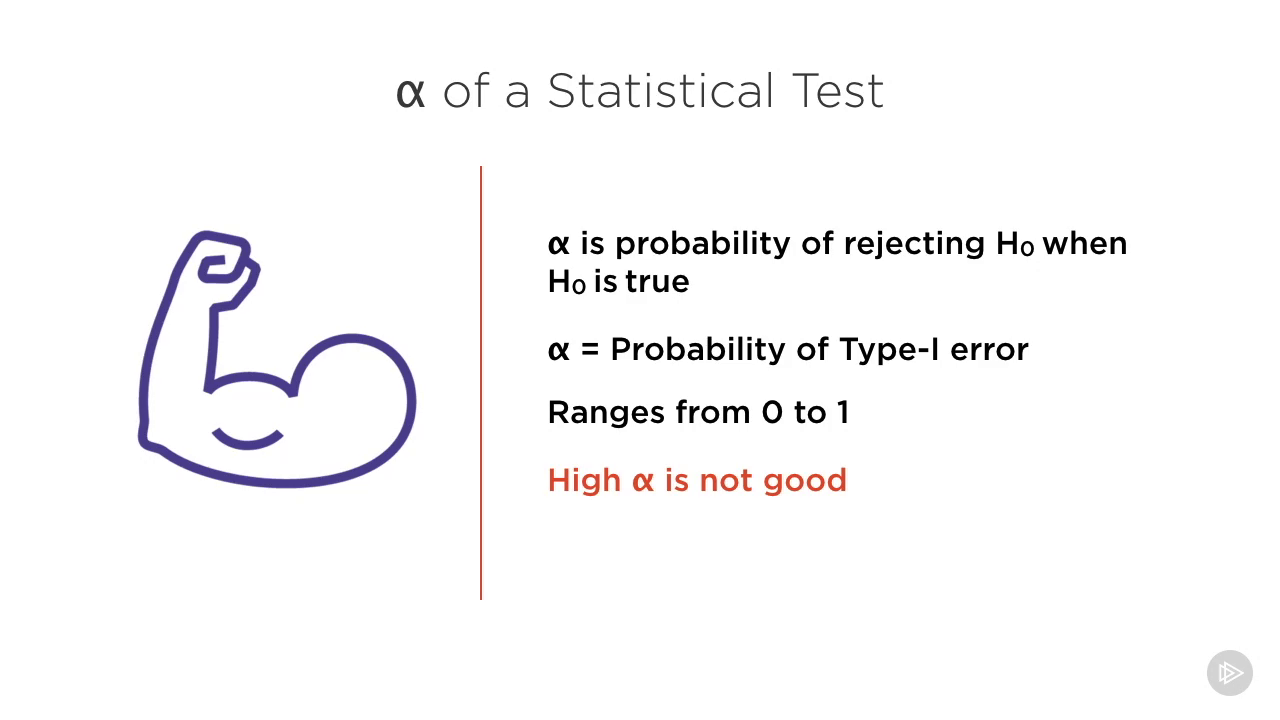 α of a Statistical Test
α is probability of rejecting H₀ when
H₀ is true
α = Probability of Type-I error
Ranges from 0 to 1
High α is not good